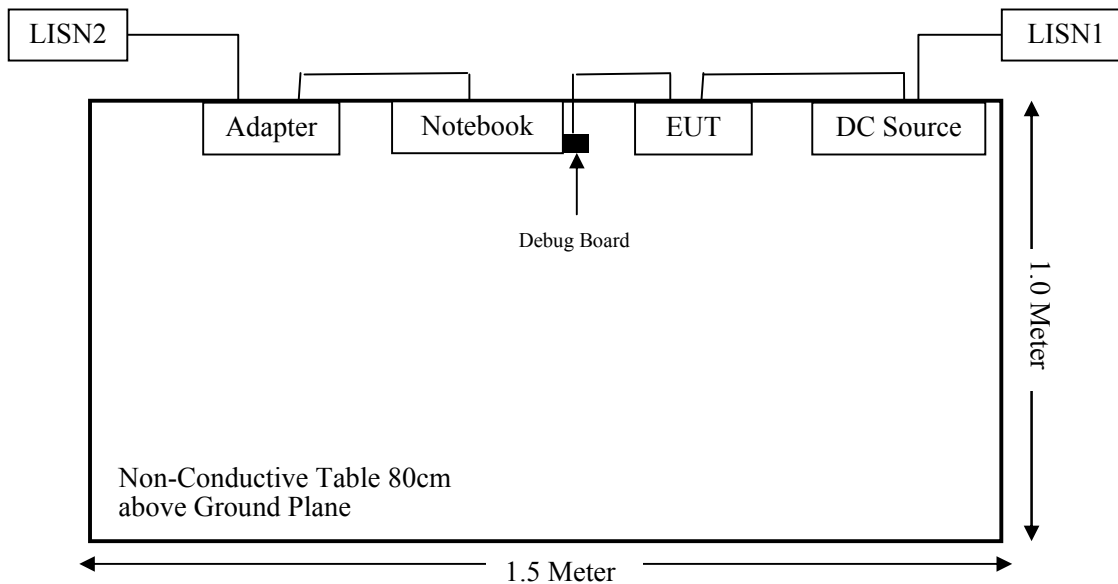 LISN2
LISN1
Adapter
Notebook
EUT
DC Source
Debug Board
1.0 Meter
Non-Conductive Table 80cm
above Ground Plane
1.5 Meter